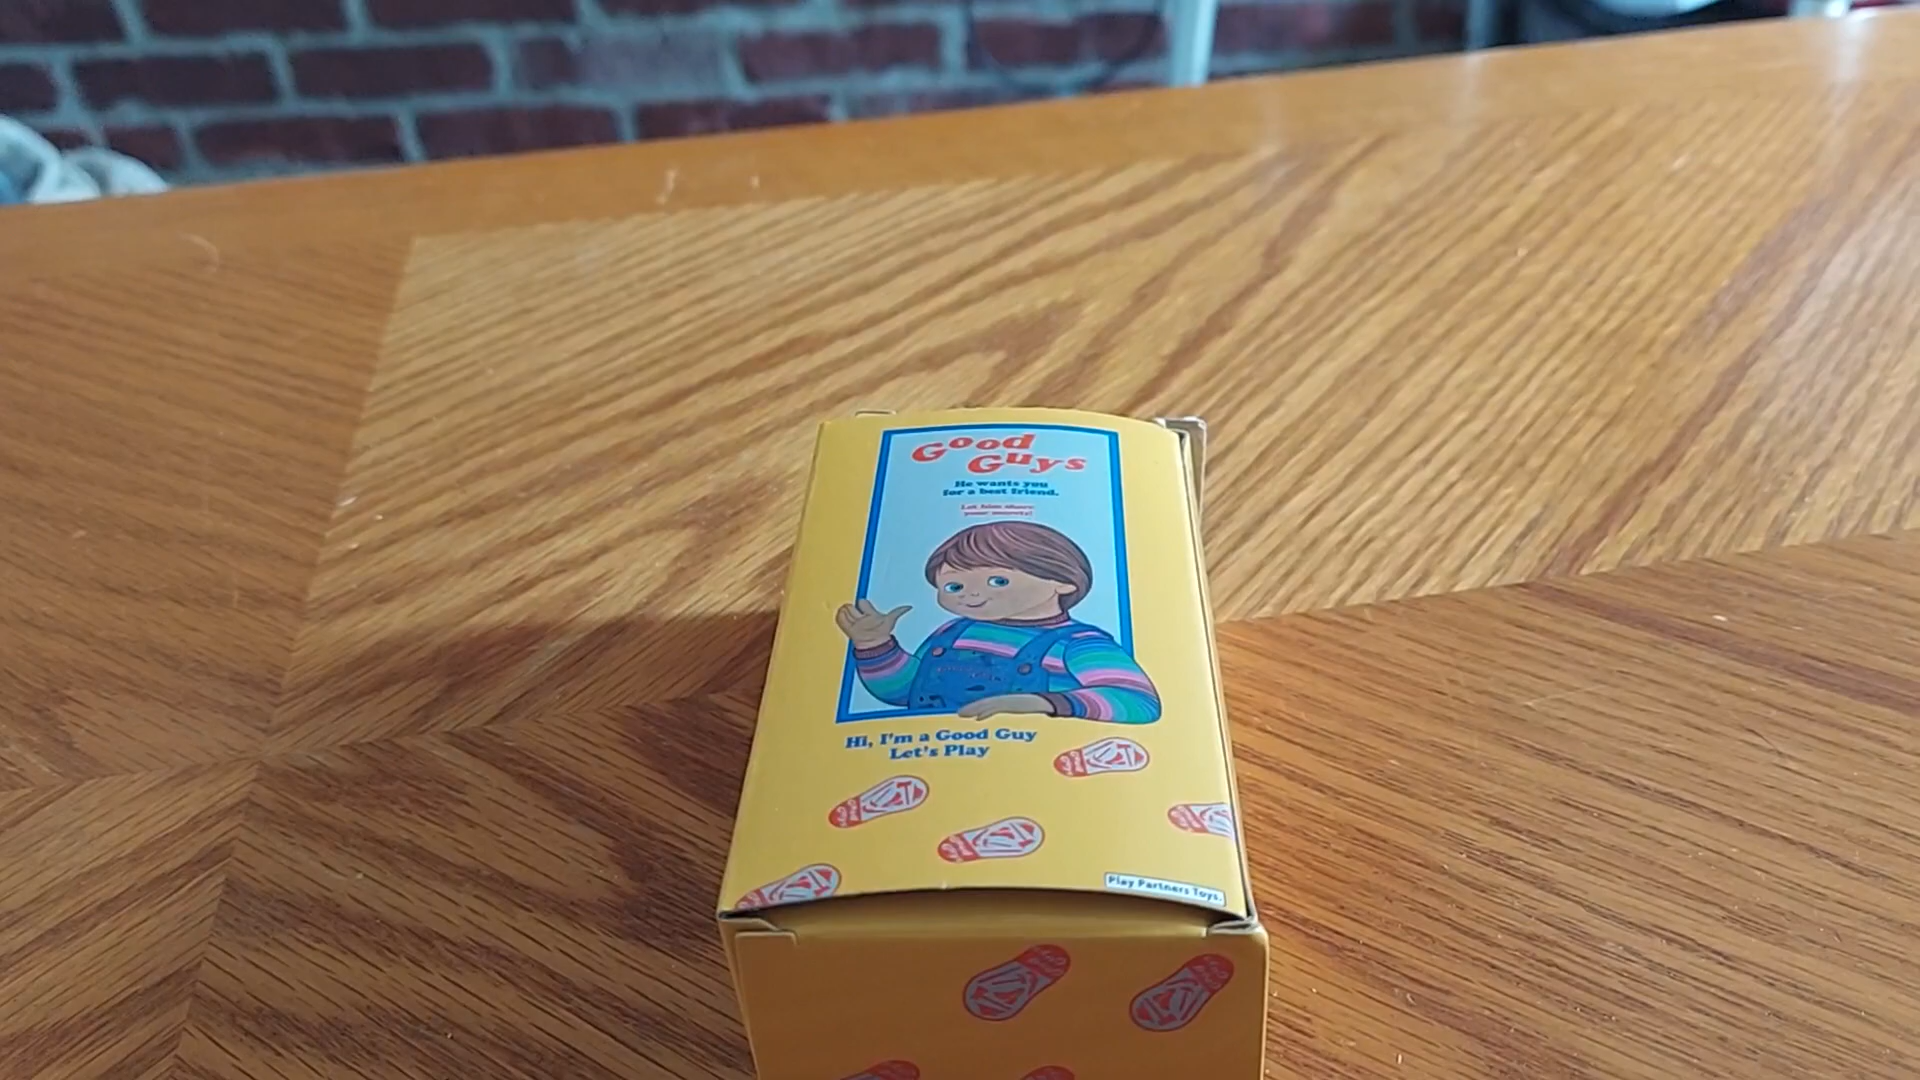 Good
Guys
He wants you
for a best friend.
Hi, I'm a Good Guy
Let's Play
Play Partners Toys.